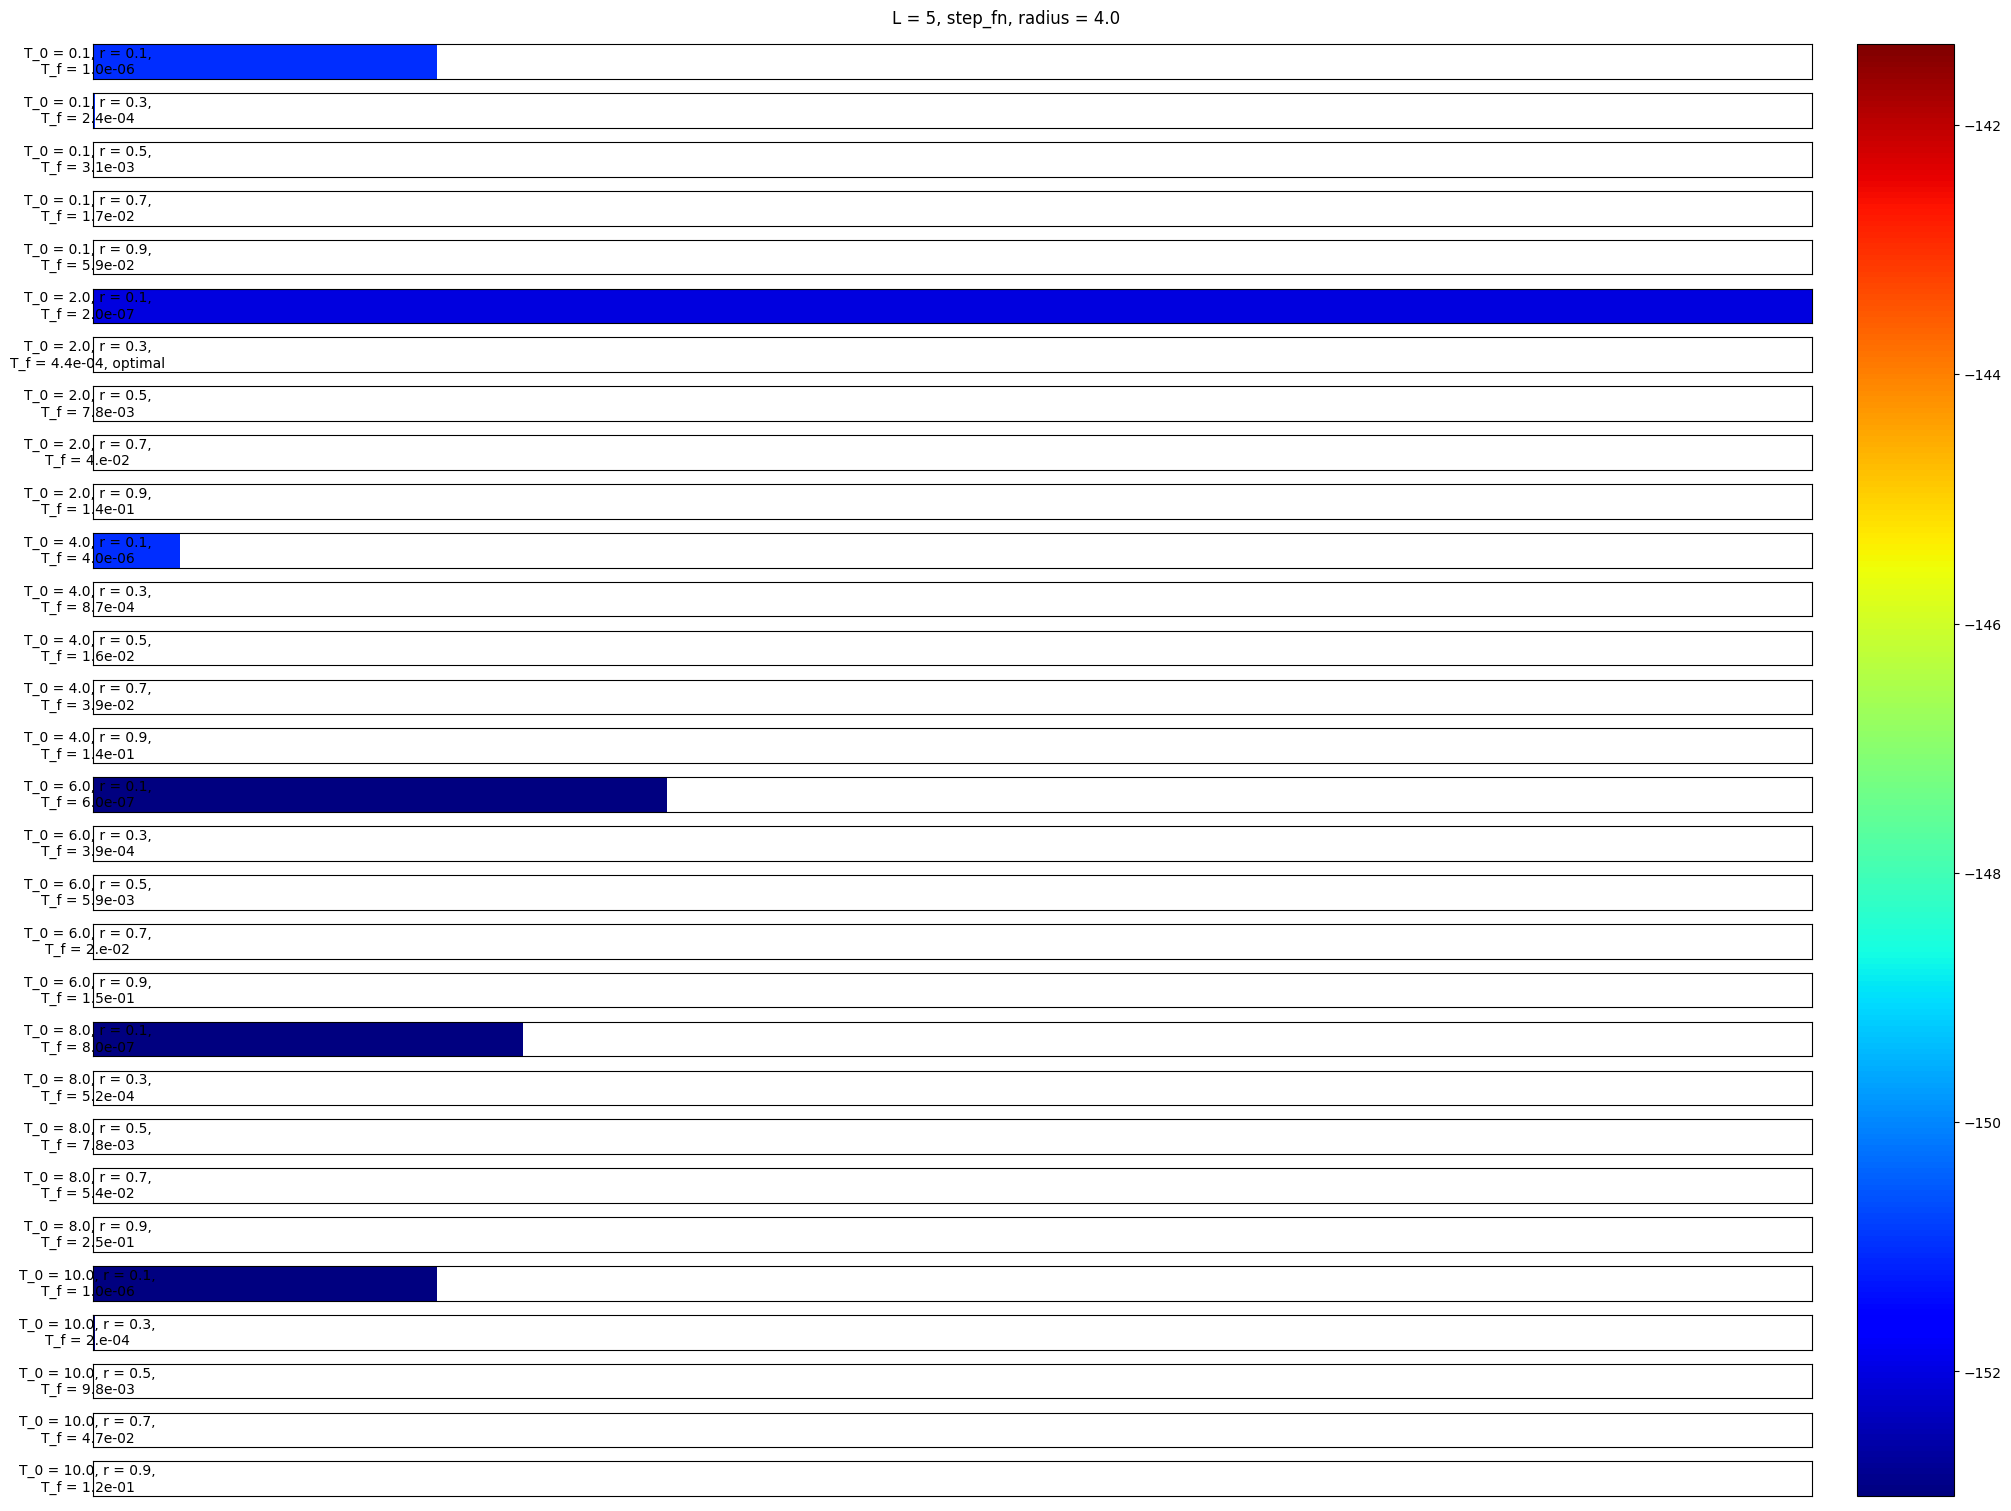 L = 5, step_fn, radius = 4.0
T_0 = 0.1, r = 0.1,
T_f = 1.0e-06
T_0 = 0.1, r = 0.3,
T_f = 2.4e-04
T_0 = 0.1, r = 0.5,
T_f = 3.1e-03
T_0 = 0.1, r = 0.7,
T_f = 1.7e-02
T_0 = 0.1, r = 0.9,
T_f = 5.9e-02
T_0 = 2.0, r = 0.1,
T_f = 2.0e-07
T_0 = 2.0, r = 0.3,
T_f = 4.4e-04, optimal
T_0 = 2.0, r = 0.5,
T_f = 7.8e-03
T_0 = 2.0, r = 0.7,
T_f = 4.e-02
T_0 = 2.0, r = 0.9,
T_f = 1.4e-01
T_0 = 4.0, r = 0.1,
T_f = 4.0e-06
T_0 = 4.0, r = 0.3,
T_f = 8.7e-04
T_0 = 4.0, r = 0.5,
T_f = 1.6e-02
T_0 = 4.0, r = 0.7,
T_f = 3.9e-02
T_0 = 4.0, r = 0.9,
T_f = 1.4e-01
T_0 = 6.0, r = 0.1,
T_f = 6.0e-07
T_0 = 6.0, r = 0.3,
T_f = 3.9e-04
T_0 = 6.0, r = 0.5,
T_f = 5.9e-03
T_0 = 6.0, r = 0.7,
T_f = 2.e-02
T_0 = 6.0, r = 0.9,
T_f = 1.5e-01
T_0 = 8.0, r = 0.1,
T_f = 8.0e-07
T_0 = 8.0, r = 0.3,
T_f = 5.2e-04
T_0 = 8.0, r = 0.5,
T_f = 7.8e-03
T_0 = 8.0, r = 0.7,
T_f = 5.4e-02
T_0 = 8.0, r = 0.9,
T_f = 2.5e-01
T_0 = 10.0, r = 0.1,
T_f = 1.0e-06
T_0 = 10.0, r = 0.3,
T_f = 2.e-04
T_0 = 10.0, r = 0.5,
T_f = 9.8e-03
T_0 = 10.0, r = 0.7,
T_f = 4.7e-02
T_0 = 10.0, r = 0.9,
T_f = 1.2e-01
−142
−144
−146
−148
−150
−152